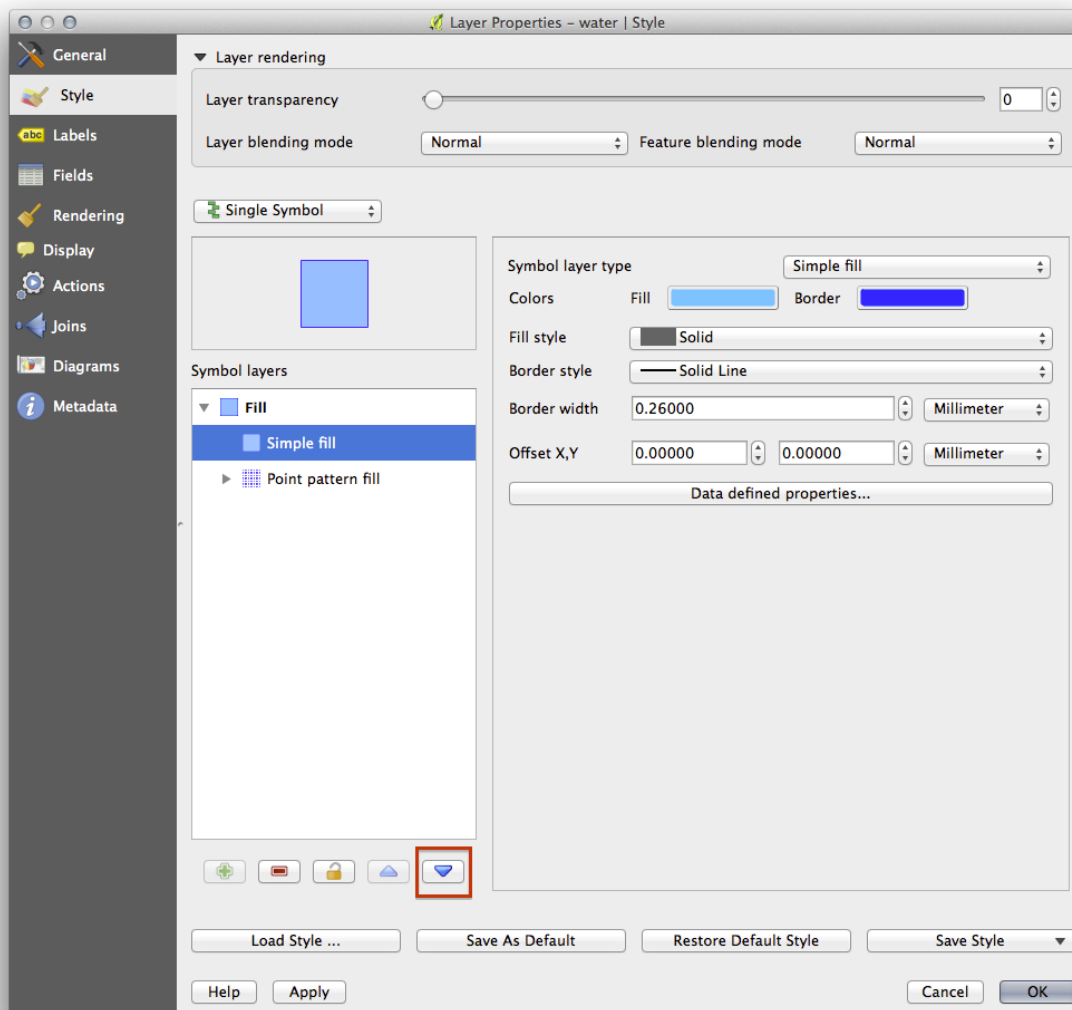 Layer Properties – water | Style
General
Style
abc Labels
Fields
Rendering
Display
Actions
Joins
Diagrams
i Metadata
Layer rendering
Layer transparency 0
Layer blending mode Normal Feature blending mode Normal
Single Symbol
Symbol layers
Fill
Simple fill
Point pattern fill
Symbol layer type Simple fill
Colors Fill Border
Fill style Solid
Border style Solid Line
Border width 0.26000 Millimeter
Offset X,Y 0.00000 0.00000 Millimeter
Data defined properties...
Load Style ... Save As Default Restore Default Style Save Style
Help Apply Cancel OK